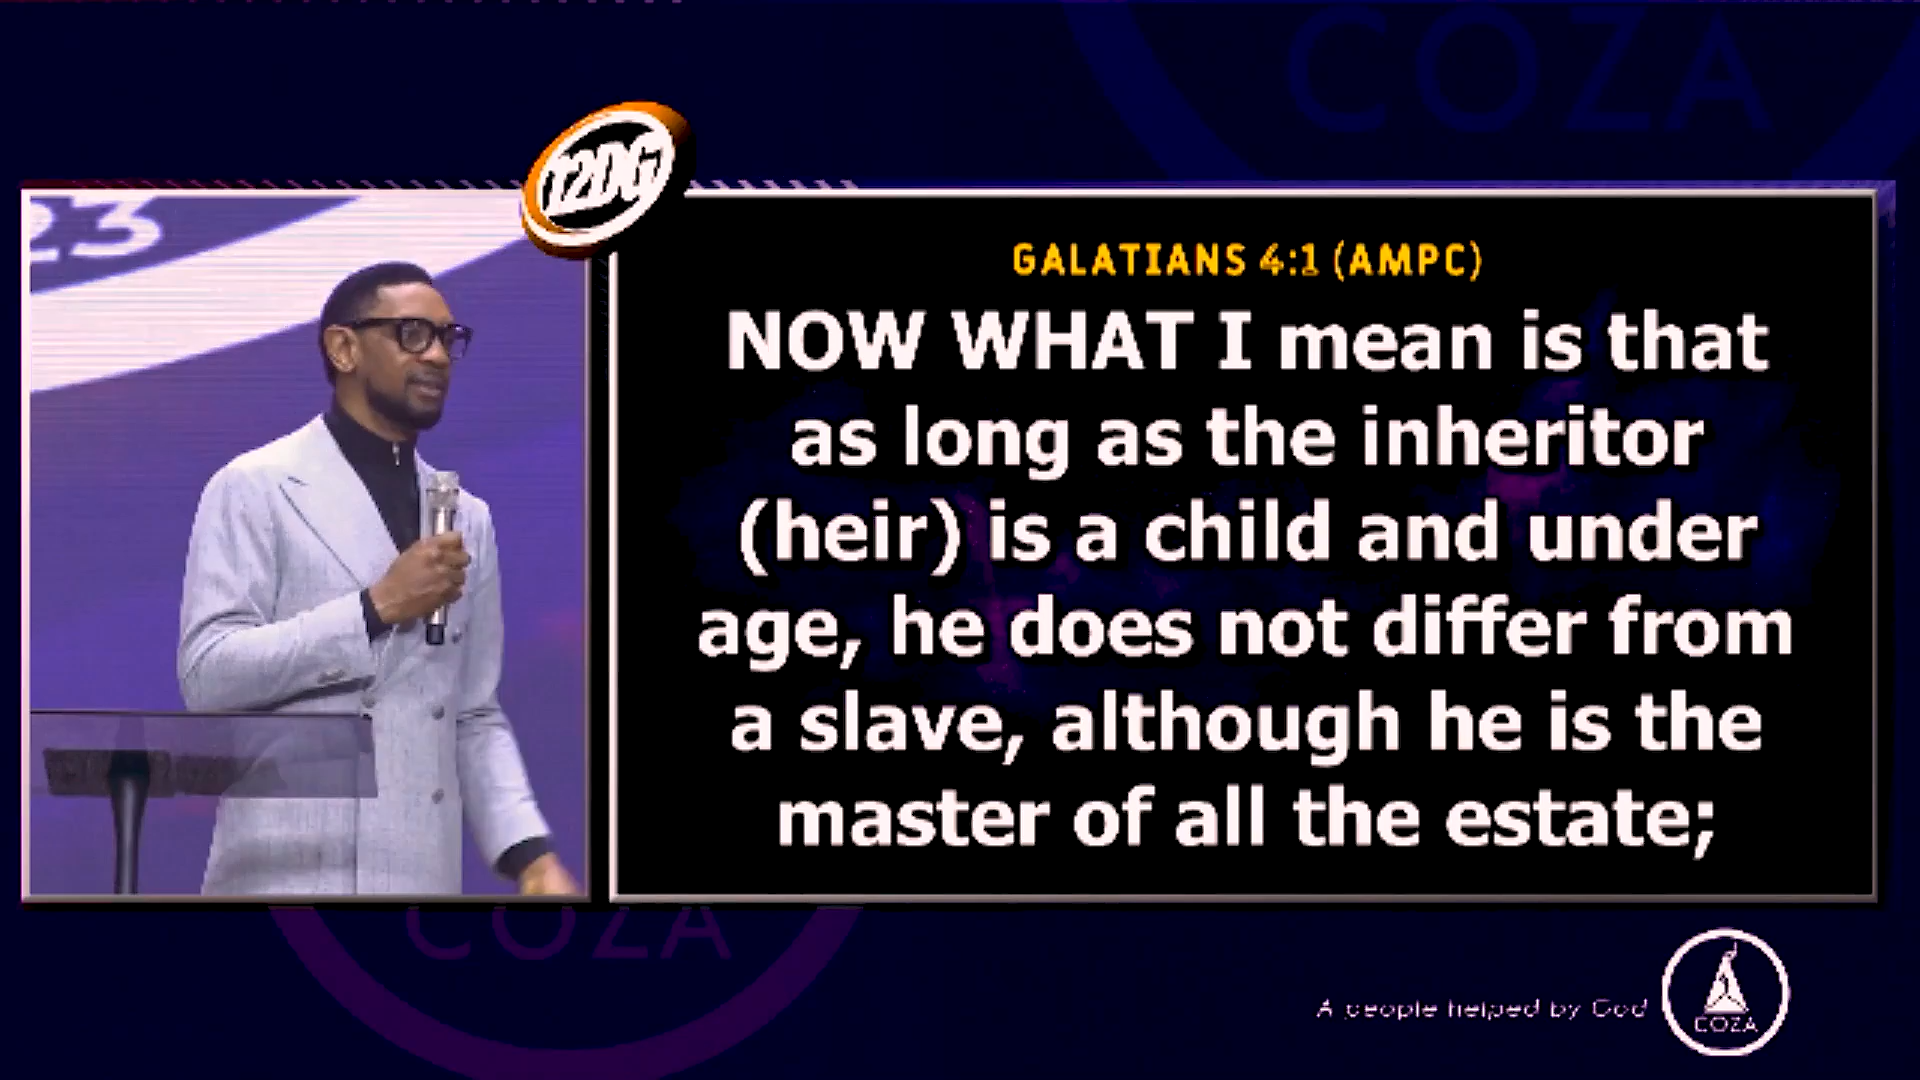 COZA
12DG
23
GALATIANS 4:1 (AMPC)
NOW WHAT I mean is that
as long as the inheritor
(heir) is a child and under
age, he does not differ from
a slave, although he is the
master of all the estate;
COZA
A people helped by God
COZA